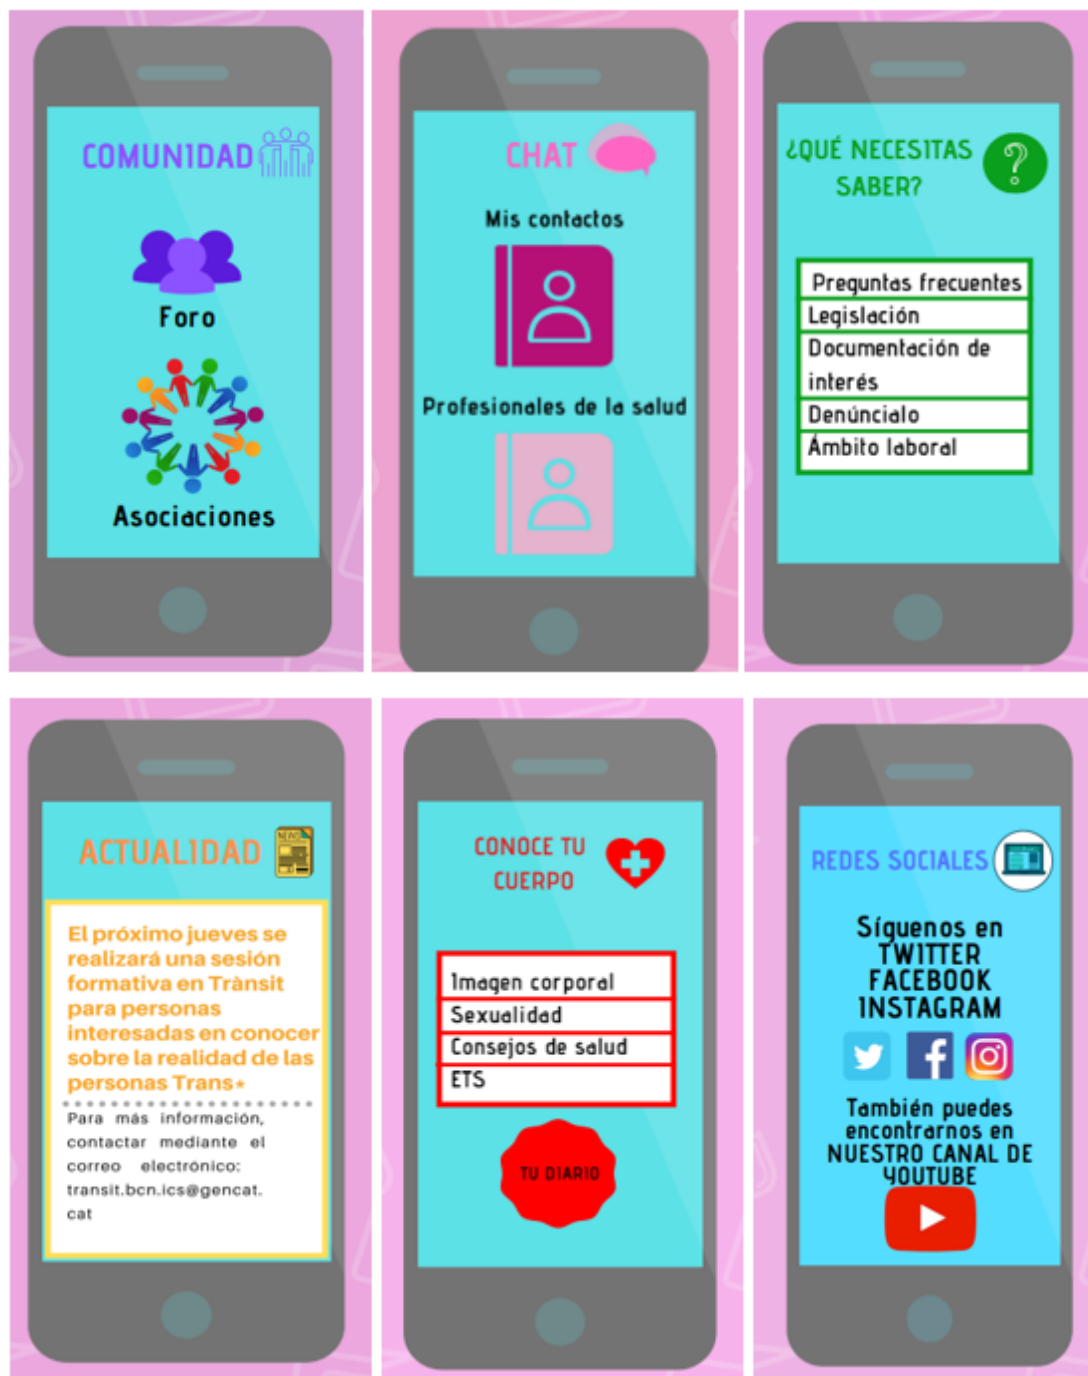 COMUNIDAD
Foro
Asociaciones
CHAT
Mis contactos
Profesionales de la salud
¿QUÉ NECESITAS
SABER?
?
Preguntas frecuentes
Legislación
Documentación de
interés
Denúncialo
Ámbito laboral
ACTUALIDAD
NEWS
El próximo jueves se
realizará una sesión
formativa en Trànsit
para personas
interesadas en conocer
sobre la realidad de las
personas Trans*
Para más información,
contactar mediante el
correo electrónico:
transit.bcn.ics@gencat.
cat
CONOCE TU
CUERPO
Imagen corporal
Sexualidad
Consejos de salud
ETS
TU DIARIO
REDES SOCIALES
Síguenos en
TWITTER
FACEBOOK
INSTAGRAM
f
También puedes
encontrarnos en
NUESTRO CANAL DE
YOUTUBE